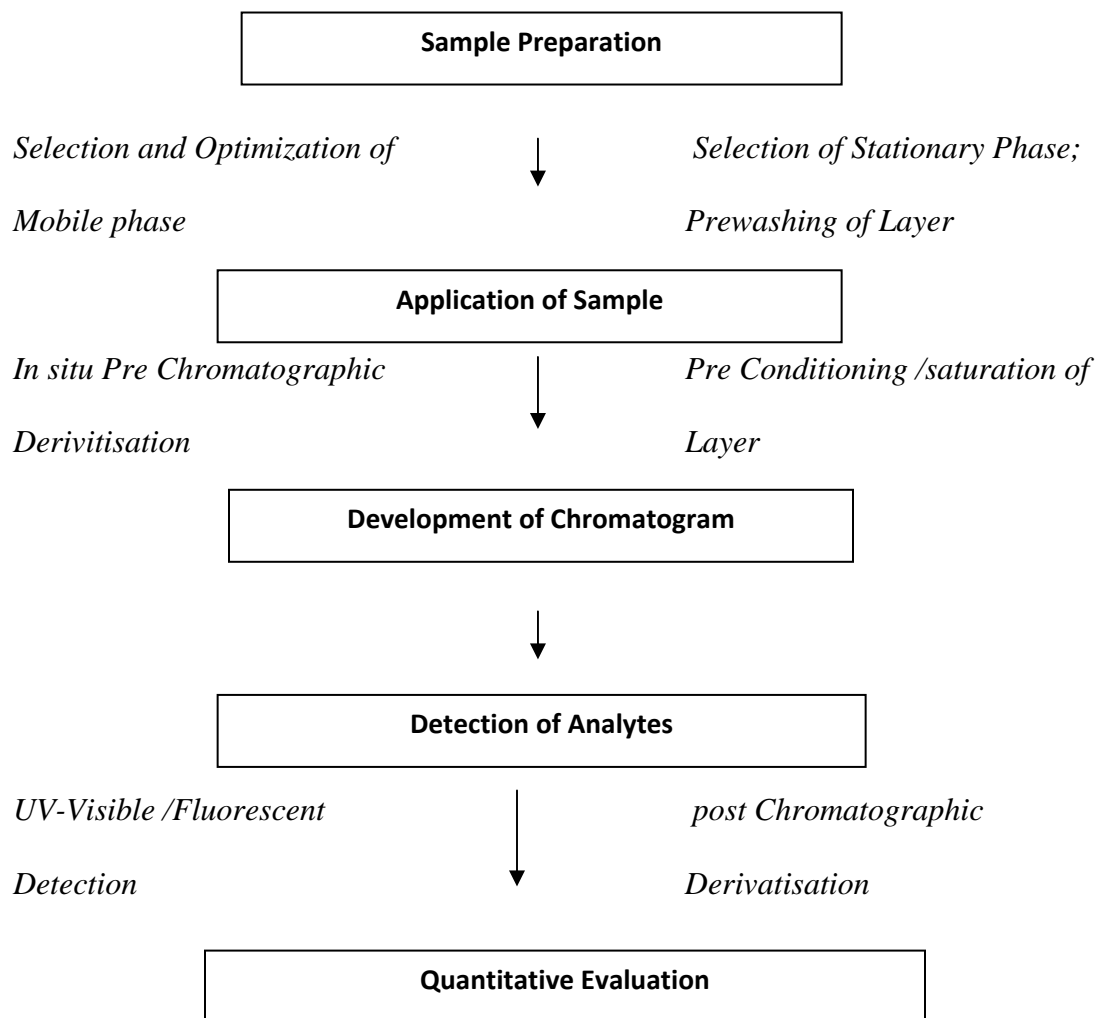 Sample Preparation
Selection and Optimization of
Mobile phase
Selection of Stationary Phase;
Prewashing of Layer
Application of Sample
In situ Pre Chromatographic
Derivitisation
Pre Conditioning /saturation of
Layer
Development of Chromatogram
Detection of Analytes
UV-Visible /Fluorescent
Detection
post Chromatographic
Derivatisation
Quantitative Evaluation